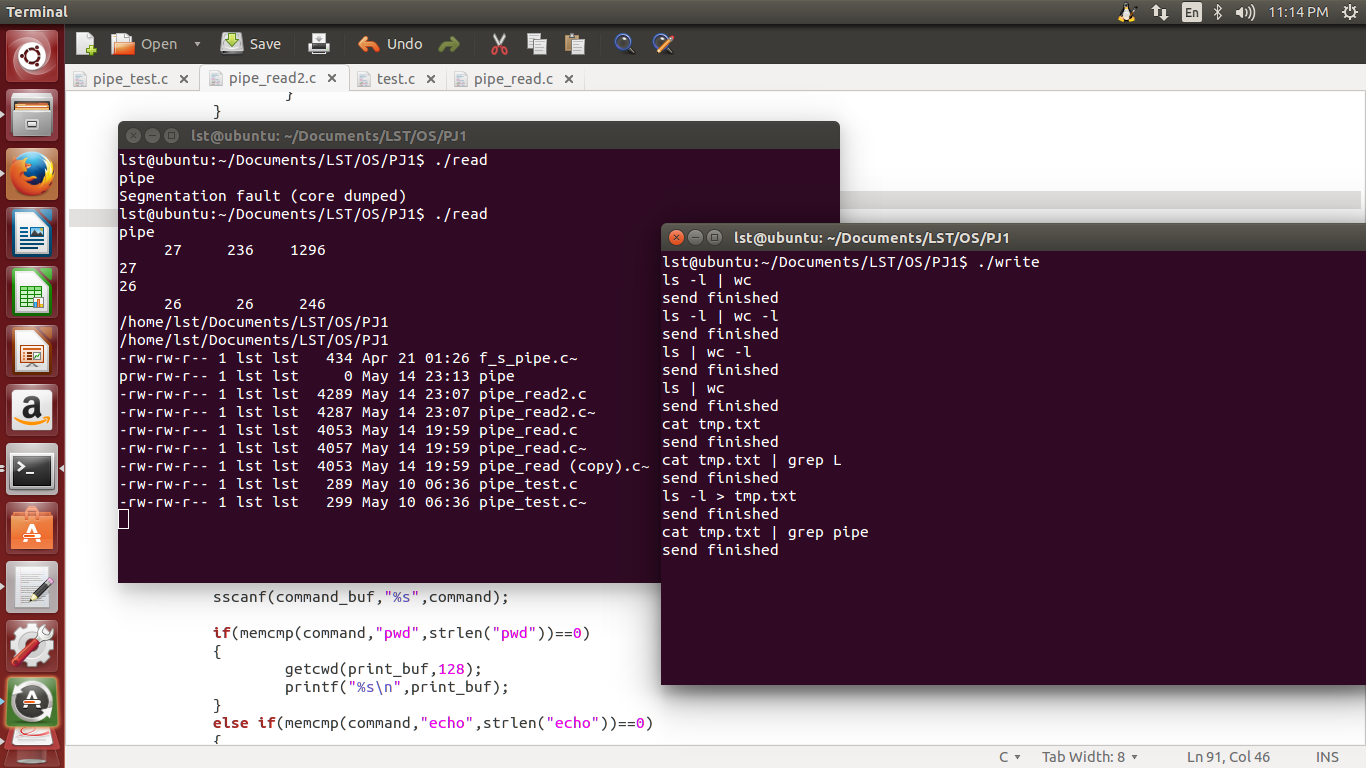 Terminal
En
11:14 PM
Open
Save
Undo
pipe_test.c
pipe_read2.c
test.c
pipe_read.c
}
}
lst@ubuntu: ~/Documents/LST/OS/PJ1
lst@ubuntu:~/Documents/LST/OS/PJ1$ ./read
pipe
Segmentation fault (core dumped)
lst@ubuntu:~/Documents/LST/OS/PJ1$ ./read
pipe
     27     236    1296
27
26
     26      26     246
/home/lst/Documents/LST/OS/PJ1
/home/lst/Documents/LST/OS/PJ1
-rw-rw-r-- 1 lst lst   434 Apr 21 01:26 f_s_pipe.c~
prw-rw-r-- 1 lst lst     0 May 14 23:13 pipe
-rw-rw-r-- 1 lst lst  4289 May 14 23:07 pipe_read2.c
-rw-rw-r-- 1 lst lst  4287 May 14 23:07 pipe_read2.c~
-rw-rw-r-- 1 lst lst  4053 May 14 19:59 pipe_read.c
-rw-rw-r-- 1 lst lst  4057 May 14 19:59 pipe_read.c~
-rw-rw-r-- 1 lst lst  4053 May 14 19:59 pipe_read (copy).c~
-rw-rw-r-- 1 lst lst   289 May 10 06:36 pipe_test.c
-rw-rw-r-- 1 lst lst   299 May 10 06:36 pipe_test.c~
lst@ubuntu: ~/Documents/LST/OS/PJ1
lst@ubuntu:~/Documents/LST/OS/PJ1$ ./write
ls -l | wc
send finished
ls -l | wc -l
send finished
ls | wc -l
send finished
ls | wc
send finished
cat tmp.txt
send finished
cat tmp.txt | grep L
send finished
ls -l > tmp.txt
send finished
cat tmp.txt | grep pipe
send finished
sscanf(command_buf,"%s",command);
if(memcmp(command,"pwd",strlen("pwd"))==0)
{
getcwd(print_buf,128);
printf("%s\n",print_buf);
}
else if(memcmp(command,"echo",strlen("echo"))==0)
{
C
Tab Width: 8
Ln 91, Col 46
INS